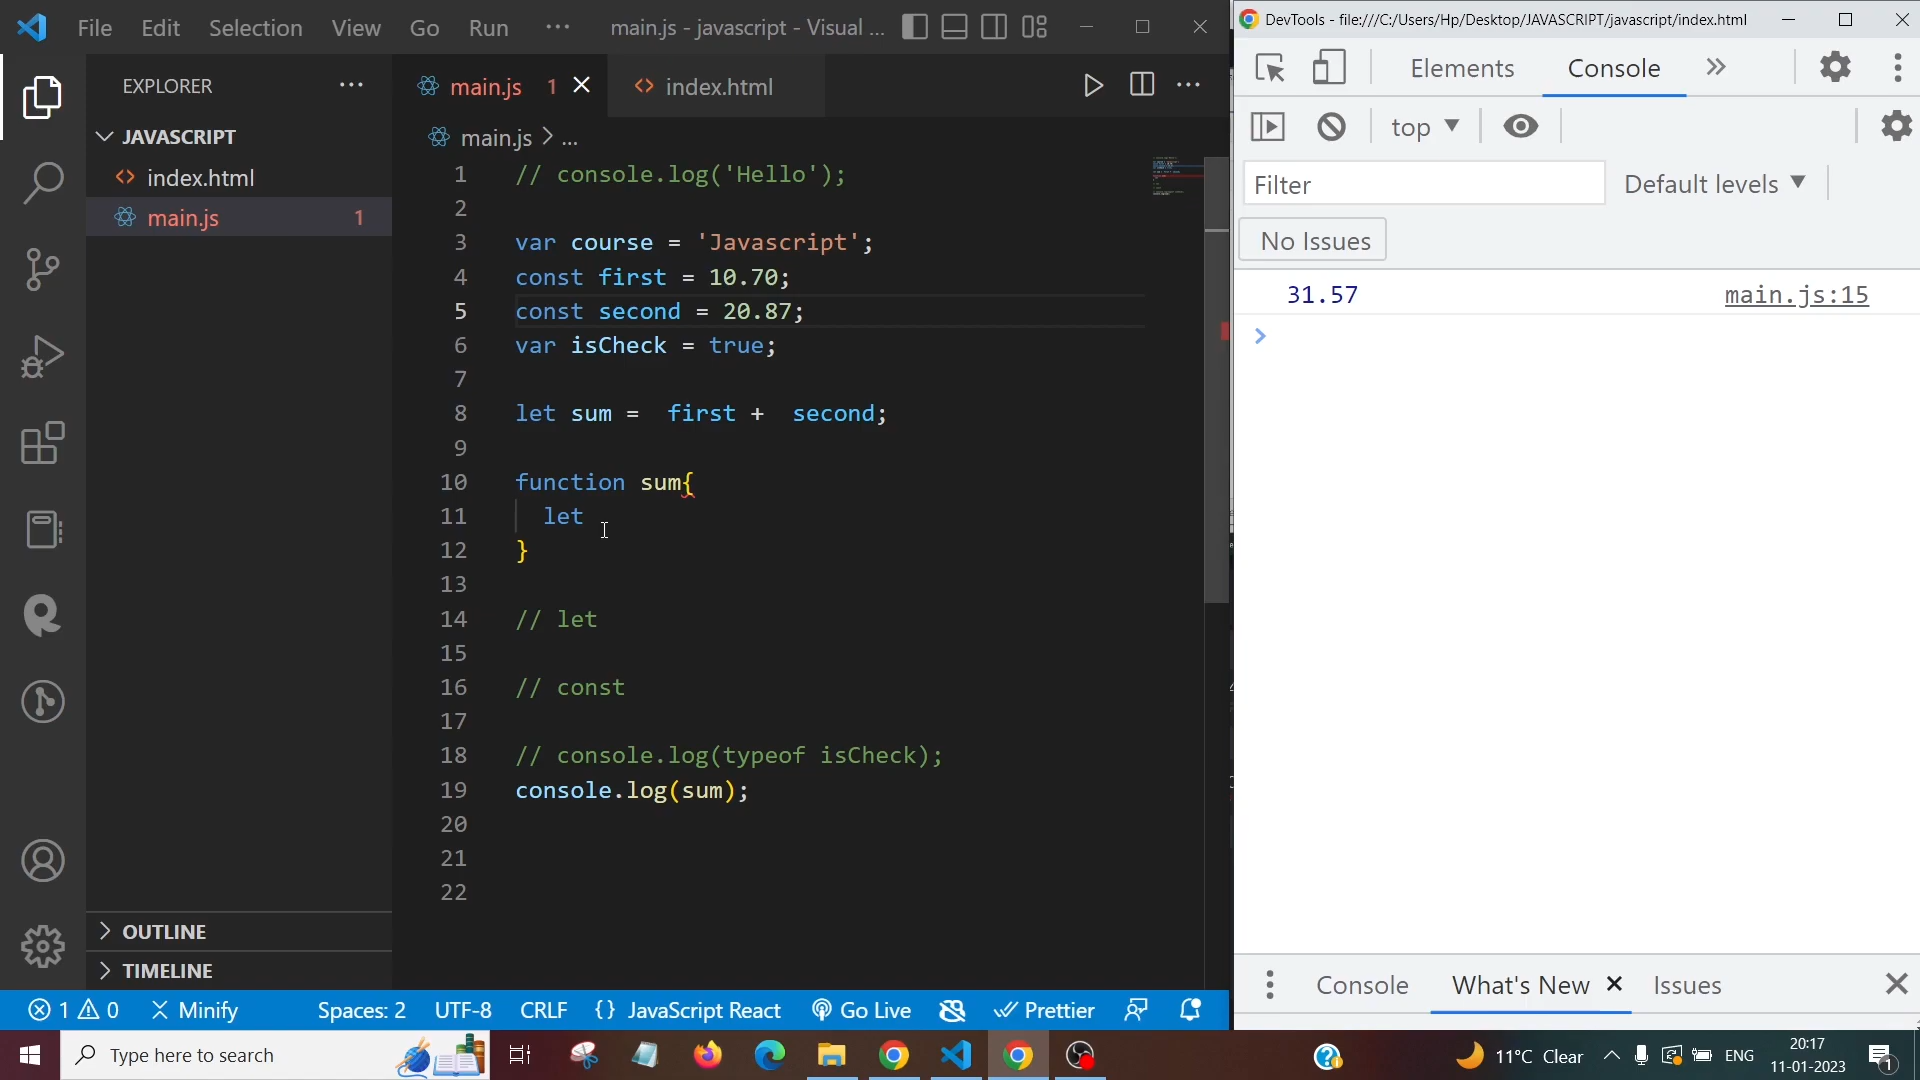 File Edit Selection View Go Run ··· main.js - javascript - Visual ...
EXPLORER ···
JAVASCRIPT
index.html
main.js 1
OUTLINE
TIMELINE
main.js 1
index.html
main.js > ...
1 // console.log('Hello');
2
3 var course = 'Javascript';
4 const first = 10.70;
5 const second = 20.87;
6 var isCheck = true;
7
8 let sum =  first +  second;
9
10 function sum{
11   let
12 }
13
14 // let
15
16 // const
17
18 // console.log(typeof isCheck);
19 console.log(sum);
20
21
22
1 0 Minify Spaces: 2 UTF-8 CRLF {} JavaScript React Go Live Prettier
DevTools - file:///C:/Users/Hp/Desktop/JAVASCRIPT/javascript/index.html
Elements Console
top
Filter Default levels
No Issues
31.57 main.js:15
Console What's New Issues
Type here to search
11°C Clear ENG
20:17
11-01-2023
1